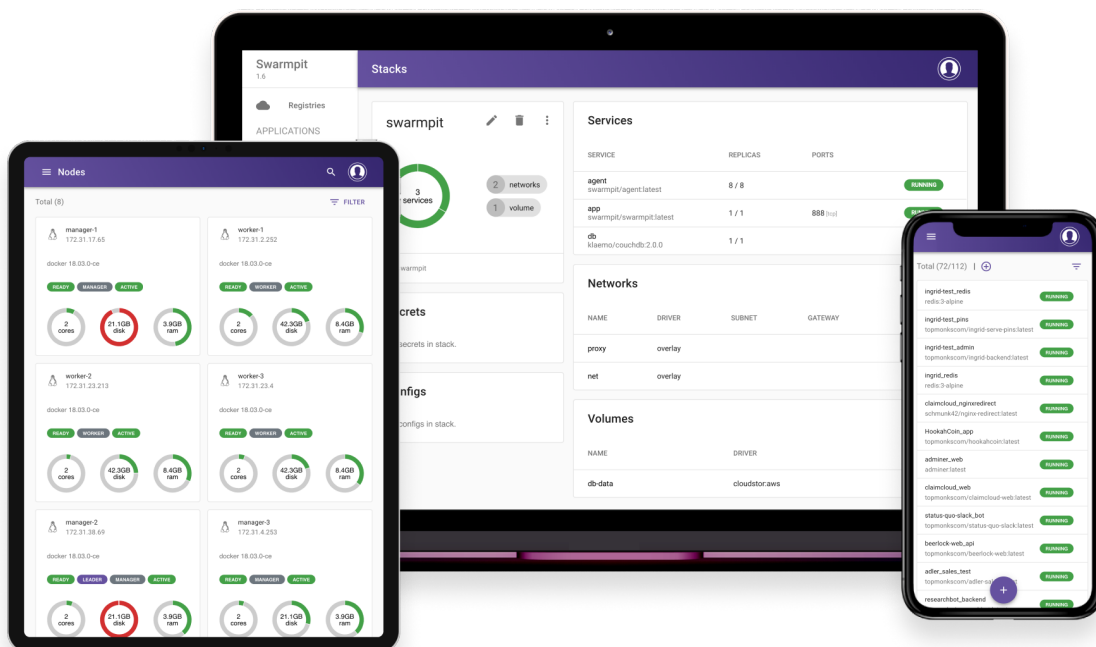 Swarmpit
1.6
Registries
APPLICATIONS
Stacks
swarmpit
3
services
2 networks
1 volume
Services
SERVICE REPLICAS PORTS
agent
swarmpit/agent:latest
8 / 8
RUNNING
app
swarmpit/swarmpit:latest
1 / 1
888 [tcp]
db
klaemo/couchdb:2.0.0
1 / 1
Networks
NAME DRIVER SUBNET GATEWAY
proxy overlay
net overlay
Volumes
NAME DRIVER
db-data cloudstor:aws
secrets in stack.
configs in stack.
Nodes
Total (8)
FILTER
manager-1
172.31.17.65
docker 18.03.0-ce
READY MANAGER ACTIVE
2
cores
21.1GB
disk
3.9GB
ram
worker-1
172.31.2.252
docker 18.03.0-ce
READY WORKER ACTIVE
2
cores
42.3GB
disk
8.4GB
ram
worker-2
172.31.23.213
docker 18.03.0-ce
READY WORKER ACTIVE
2
cores
42.3GB
disk
8.4GB
ram
worker-3
172.31.23.4
docker 18.03.0-ce
READY WORKER ACTIVE
2
cores
42.3GB
disk
8.4GB
ram
manager-2
172.31.38.69
docker 18.03.0-ce
READY LEADER MANAGER ACTIVE
2
cores
21.1GB
disk
3.9GB
ram
manager-3
172.31.4.253
docker 18.03.0-ce
READY MANAGER ACTIVE
2
cores
21.1GB
disk
3.9GB
ram
Total (72/112) |
ingrid-test_redis
redis:3-alpine
RUNNING
ingrid-test_pins
topmonkscom/ingrid-serve-pins:latest
RUNNING
ingrid-test_admin
topmonkscom/ingrid-backend:latest
RUNNING
ingrid_redis
redis:3-alpine
RUNNING
claimcloud_nginxredirect
schmunk42/nginx-redirect:latest
RUNNING
HookahCoin_app
topmonkscom/hookahcoin:latest
RUNNING
adminer_web
adminer:latest
RUNNING
claimcloud_web
topmonkscom/claimcloud-web:latest
RUNNING
status-quo-slack_bot
topmonkscom/status-quo-slack:latest
RUNNING
beerlock-web_api
topmonkscom/beerlock-web:latest
RUNNING
adler_sales_test
RUNNING
researchbot_backend
RUNNING
+